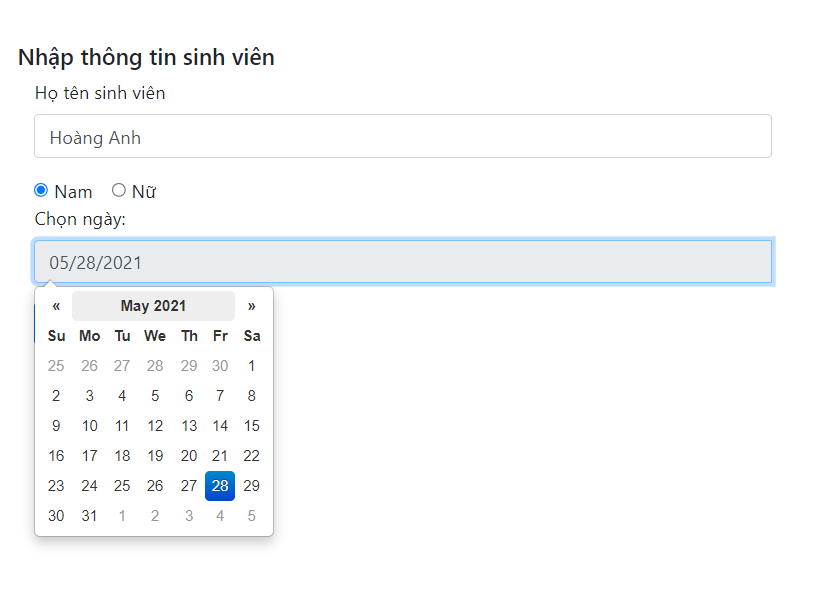 Nhập thông tin sinh viên
Họ tên sinh viên
Hoàng Anh
Nam Nữ
Chọn ngày:
05/28/2021
« May 2021 »
Su Mo Tu We Th Fr Sa
25 26 27 28 29 30 1
2 3 4 5 6 7 8
9 10 11 12 13 14 15
16 17 18 19 20 21 22
23 24 25 26 27 28 29
30 31 1 2 3 4 5